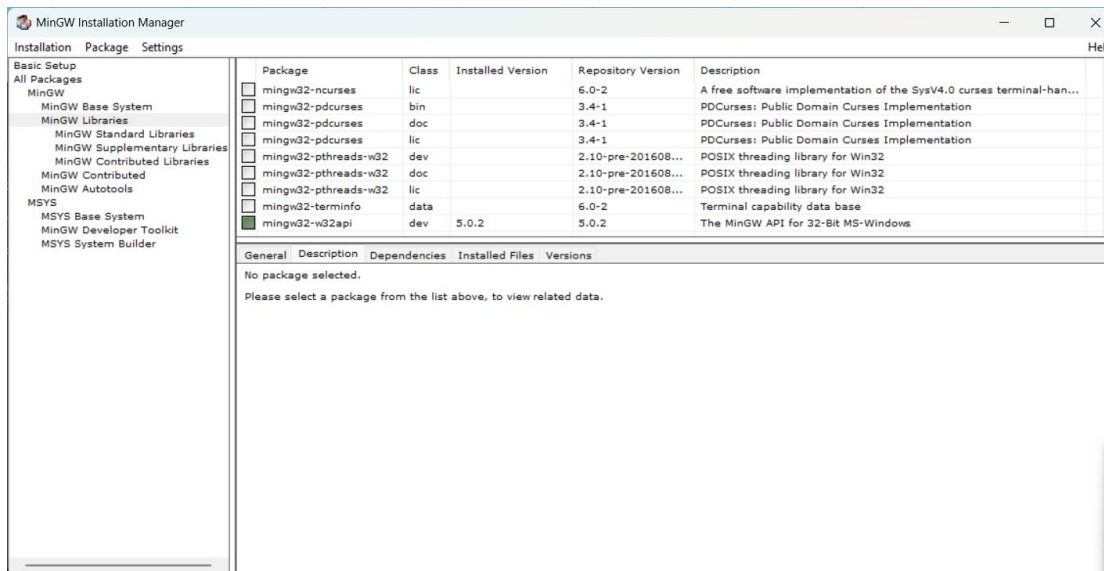 MinGW Installation Manager
Installation Package Settings
Basic Setup
All Packages
MinGW
MinGW Base System
MinGW Libraries
MinGW Standard Libraries
MinGW Supplementary Libraries
MinGW Contributed Libraries
MinGW Contributed
MinGW Autotools
MSYS
MSYS Base System
MinGW Developer Toolkit
MSYS System Builder
Package Class Installed Version Repository Version Description
mingw32-ncurses lic 6.0-2 A free software implementation of the SysV4.0 curses terminal-han...
mingw32-pdcurses bin 3.4-1 PDCurses: Public Domain Curses Implementation
mingw32-pdcurses doc 3.4-1 PDCurses: Public Domain Curses Implementation
mingw32-pdcurses lic 3.4-1 PDCurses: Public Domain Curses Implementation
mingw32-pthreads-w32 dev 2.10-pre-201608... POSIX threading library for Win32
mingw32-pthreads-w32 doc 2.10-pre-201608... POSIX threading library for Win32
mingw32-pthreads-w32 lic 2.10-pre-201608... POSIX threading library for Win32
mingw32-terminfo data 6.0-2 Terminal capability data base
mingw32-w32api dev 5.0.2 5.0.2 The MinGW API for 32-Bit MS-Windows
General Description Dependencies Installed Files Versions
No package selected.
Please select a package from the list above, to view related data.